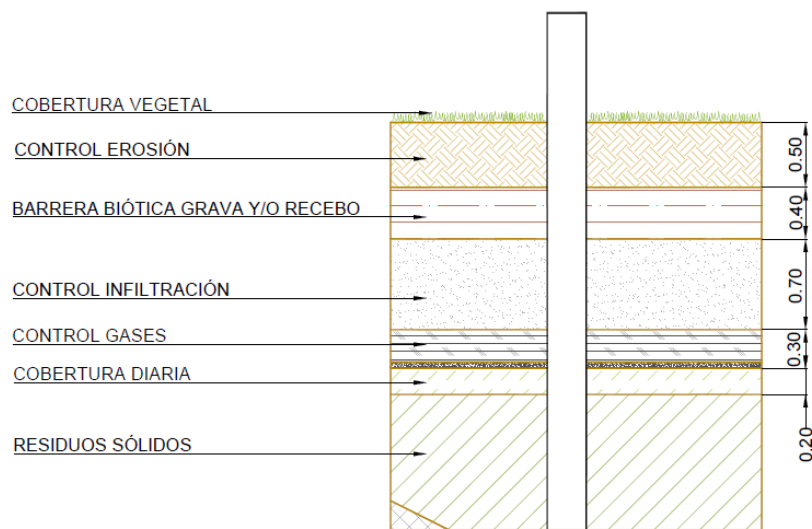 COBERTURA VEGETAL
CONTROL EROSIÓN
0.50
BARRERA BIÓTICA GRAVA Y/O RECEBO
0.40
CONTROL INFILTRACIÓN
0.70
CONTROL GASES
0.30
COBERTURA DIARIA
0.20
RESIDUOS SÓLIDOS